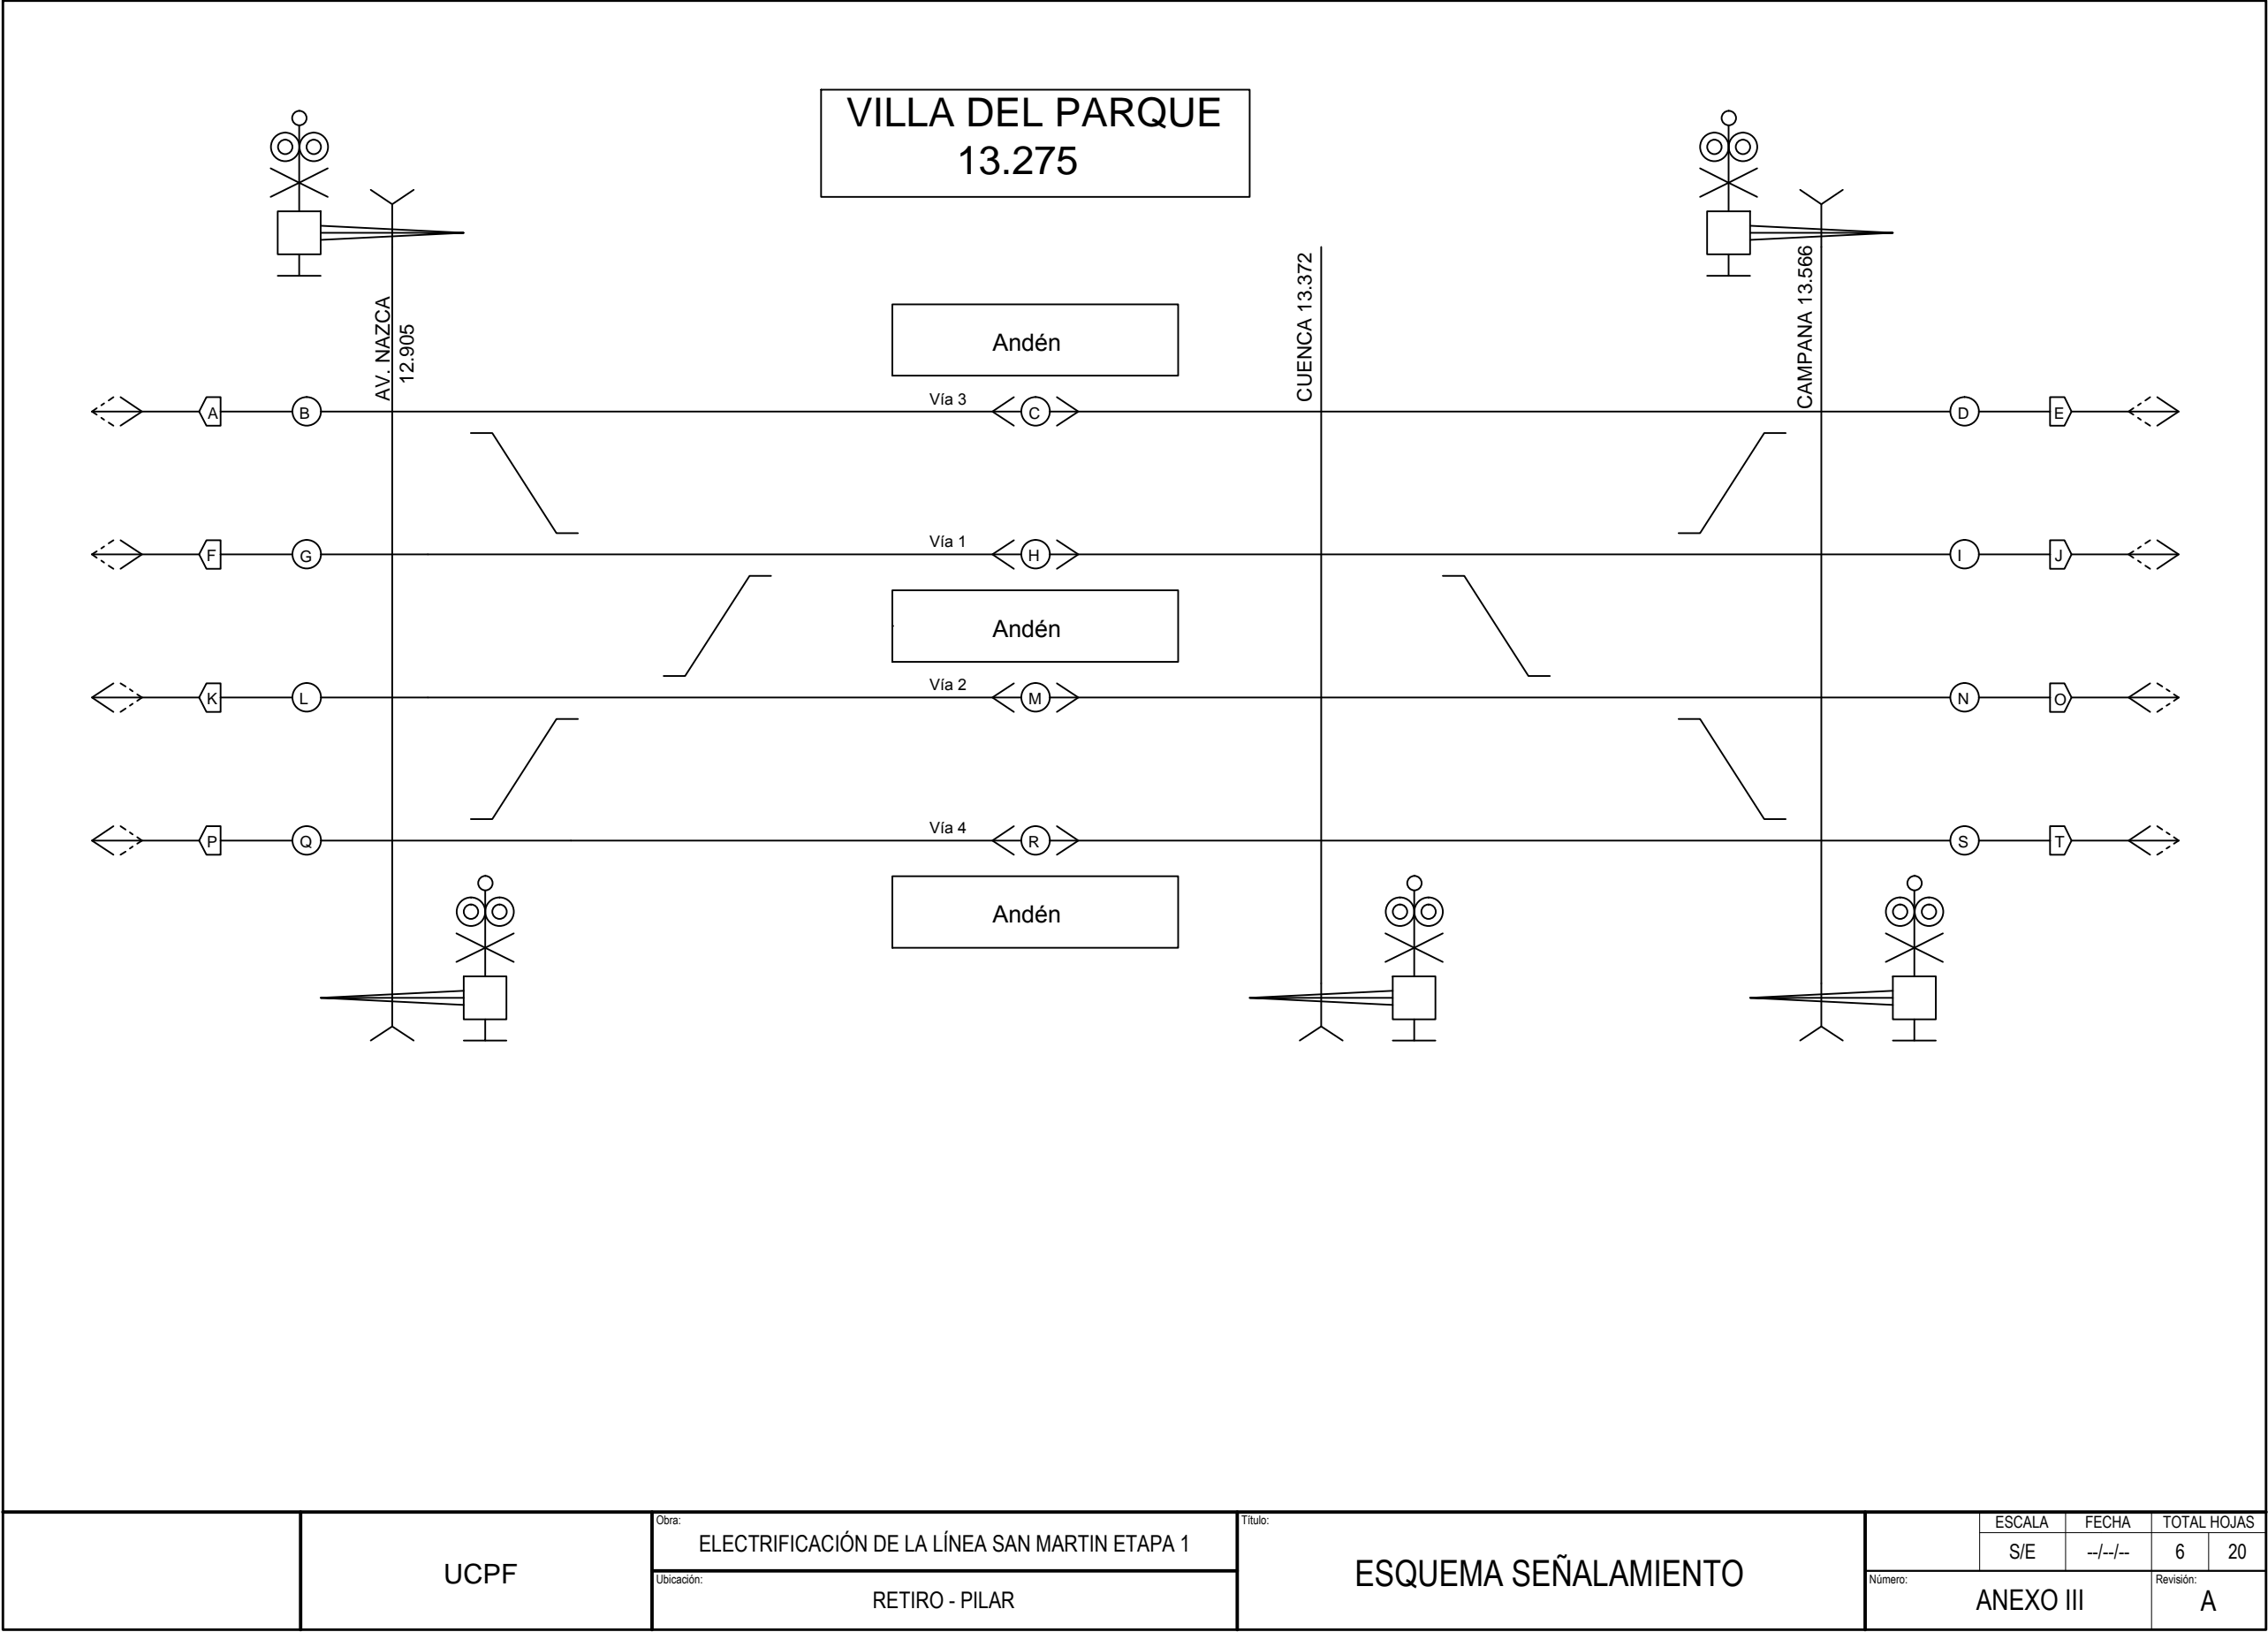 VILLA DEL PARQUE
13.275
AV. NAZCA
12.905
CUENCA 13.372
CAMPANA 13.566
Andén
A
B
Vía 3
C
D
E
F
G
Vía 1
H
I
J
Andén
K
L
Vía 2
M
N
O
P
Q
Vía 4
R
S
T
Andén
UCPF
Obra:
ELECTRIFICACIÓN DE LA LÍNEA SAN MARTIN ETAPA 1
Ubicación:
RETIRO - PILAR
Título:
ESQUEMA SEÑALAMIENTO
ESCALA
FECHA
TOTAL HOJAS
S/E
--/--/--
6
20
Número:
ANEXO III
Revisión:
A